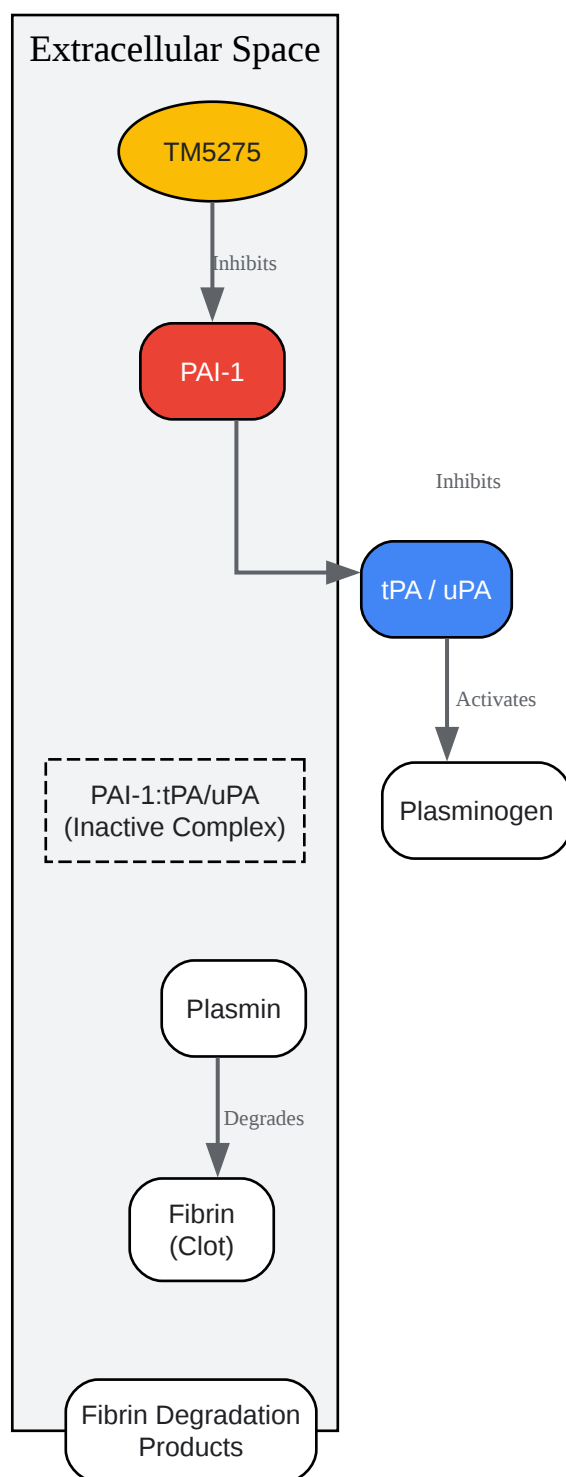 Extracellular Space
TM5275
Inhibits
PAI-1
Inhibits
tPA / uPA
Activates
PAI-1:tPA/uPA
(Inactive Complex)
Plasminogen
Plasmin
Degrades
Fibrin
(Clot)
Fibrin Degradation
Products